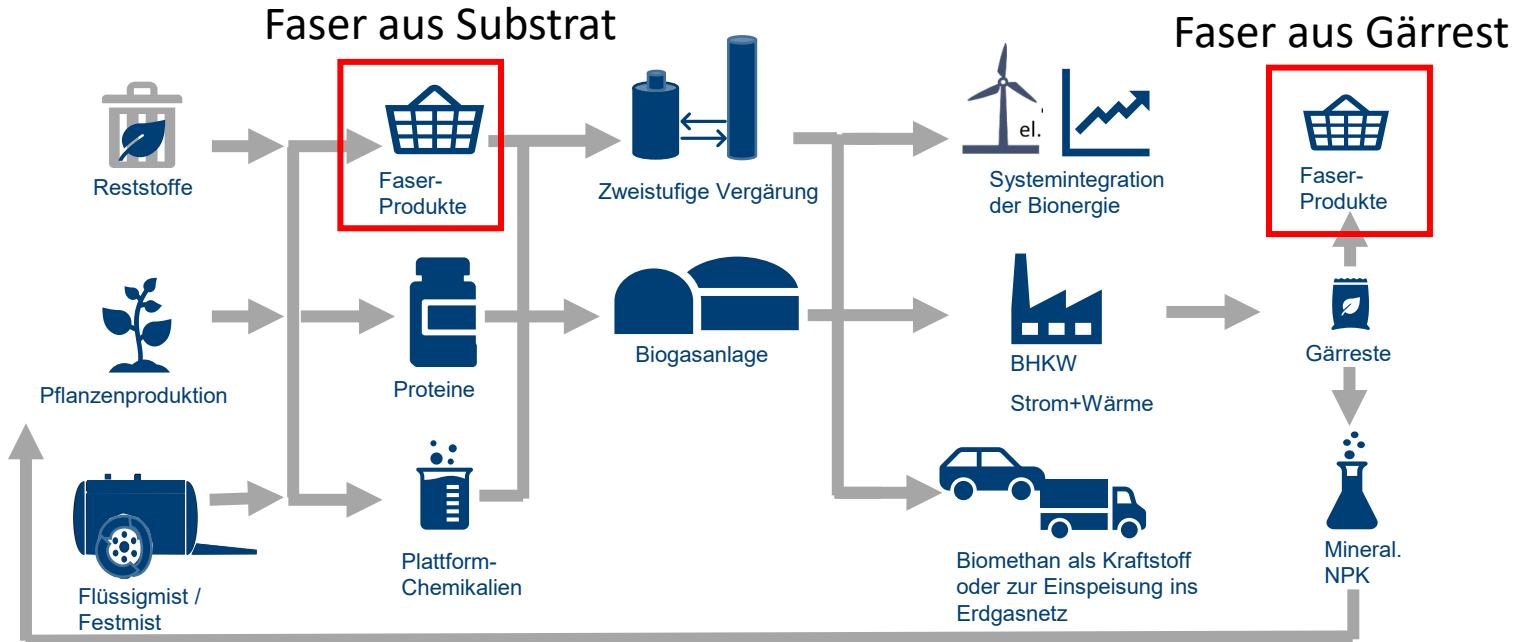 Faser aus Substrat
Faser aus Gärrest
Reststoffe
Faser-
Produkte
Zweistufige Vergärung
el.
Systemintegration
der Bionergie
Faser-
Produkte
Pflanzenproduktion
Proteine
Biogasanlage
BHKW
Strom+Wärme
Gärreste
Flüssigmist /
Festmist
Plattform-
Chemikalien
Biomethan als Kraftstoff
oder zur Einspeisung ins
Erdgasnetz
Mineral.
NPK